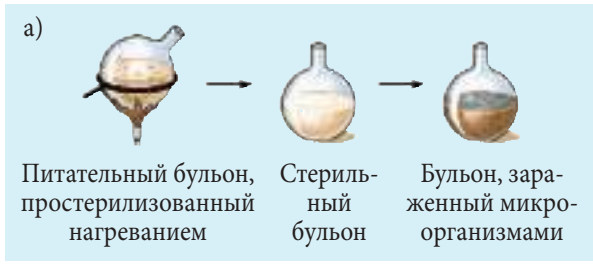 а)
Питательный бульон,
простерилизованный
нагреванием
Стериль-
ный
бульон
Бульон, зара-
женный микро-
организмами